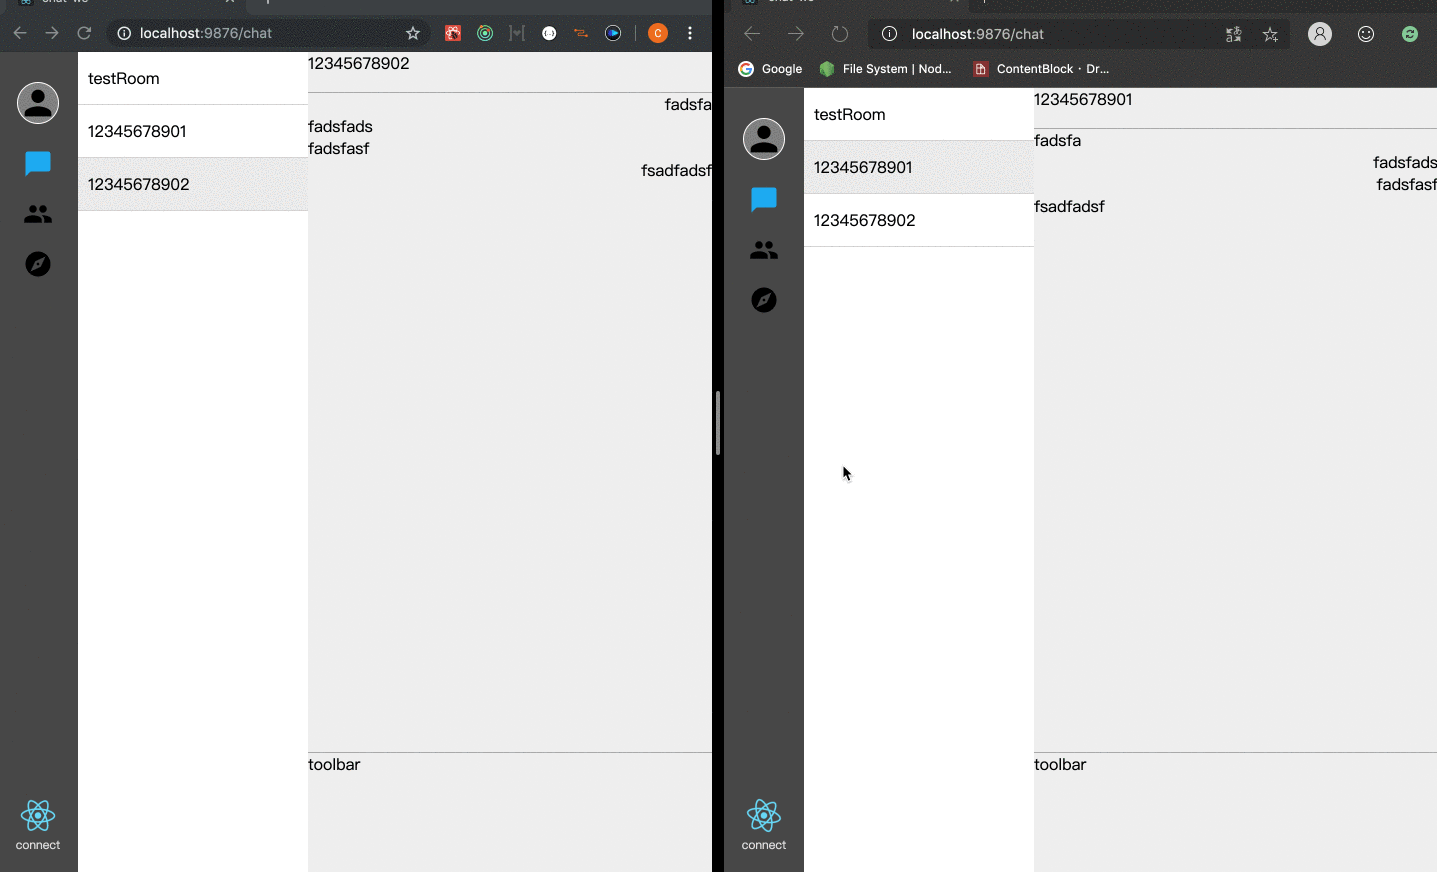 localhost:9876/chat
testRoom
12345678901
12345678902
12345678902
fadsfa
fadsfads
fadsfasf
fsadfadsf
toolbar
connect
C
localhost:9876/chat
Google
File System | Nod...
ContentBlock · Dr...
testRoom
12345678901
12345678902
12345678901
fadsfa
fadsfads
fadsfasf
fsadfadsf
toolbar
connect